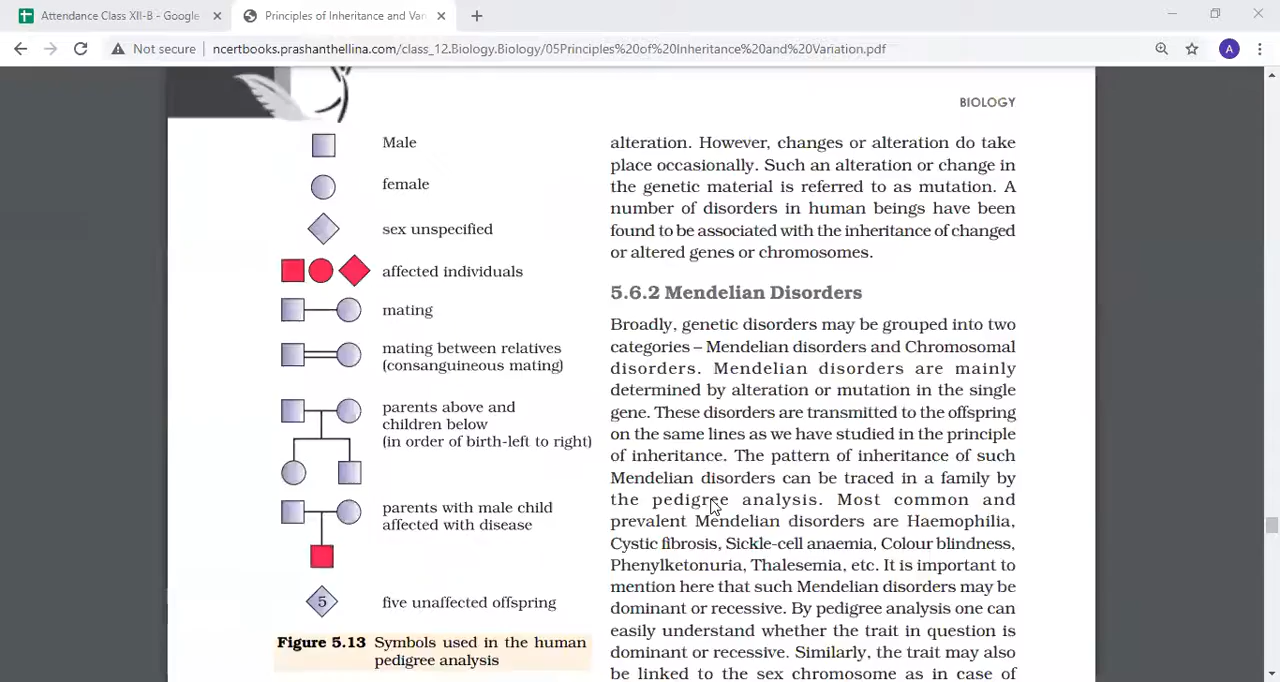 Attendance Class XII-B - Google
Principles of Inheritance and Var
Not secure
ncertbooks.prashanthellina.com/class_12.Biology.Biology/05Principles%20of%20Inheritance%20and%20Variation.pdf
A
BIOLOGY
Male
female
sex unspecified
affected individuals
mating
mating between relatives
(consanguineous mating)
parents above and
children below
(in order of birth-left to right)
parents with male child
affected with disease
5
five unaffected offspring
Figure 5.13 Symbols used in the human
pedigree analysis
alteration. However, changes or alteration do take
place occasionally. Such an alteration or change in
the genetic material is referred to as mutation. A
number of disorders in human beings have been
found to be associated with the inheritance of changed
or altered genes or chromosomes.
5.6.2 Mendelian Disorders
Broadly, genetic disorders may be grouped into two
categories – Mendelian disorders and Chromosomal
disorders. Mendelian disorders are mainly
determined by alteration or mutation in the single
gene. These disorders are transmitted to the offspring
on the same lines as we have studied in the principle
of inheritance. The pattern of inheritance of such
Mendelian disorders can be traced in a family by
the pedigree analysis. Most common and
prevalent Mendelian disorders are Haemophilia,
Cystic fibrosis, Sickle-cell anaemia, Colour blindness,
Phenylketonuria, Thalesemia, etc. It is important to
mention here that such Mendelian disorders may be
dominant or recessive. By pedigree analysis one can
easily understand whether the trait in question is
dominant or recessive. Similarly, the trait may also
be linked to the sex chromosome as in case of